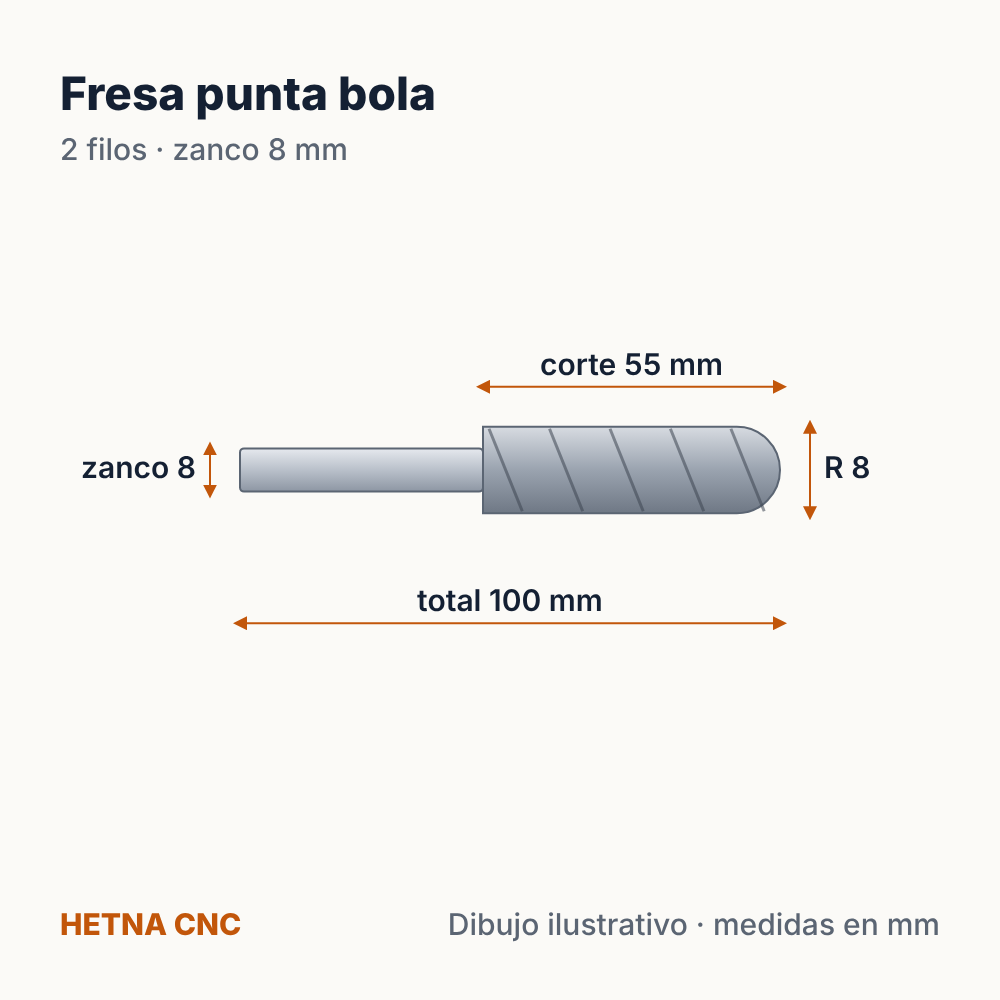 Fresa punta bola
2 filos · zanco 8 mm
corte 55 mm
zanco 8
R 8
total 100 mm
HETNA CNC
Dibujo ilustrativo · medidas en mm